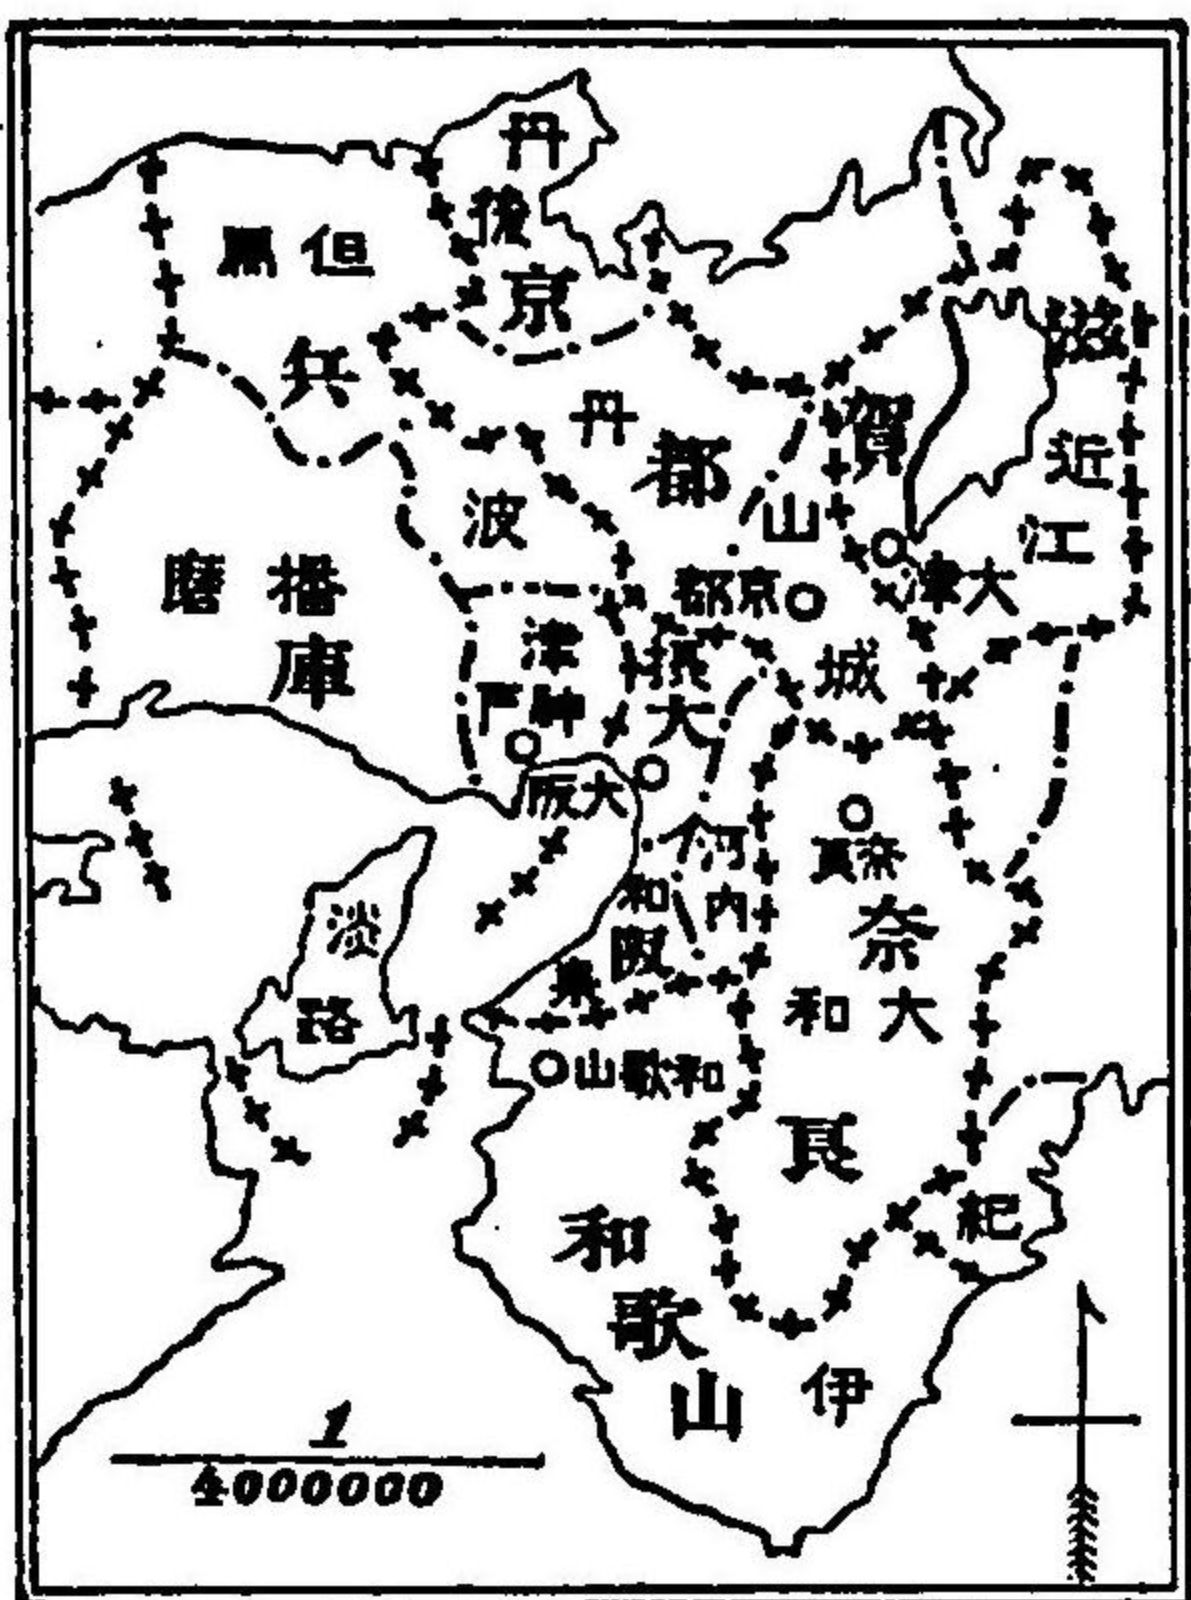 丹後
但馬
京都
兵庫
滋賀
丹波
近江
山城
大津
京都
播磨
摂津
神戸
大阪
大阪
河内
奈良
和泉
淡路
奈良
大和
和歌山
和歌山
紀伊
1
4000000